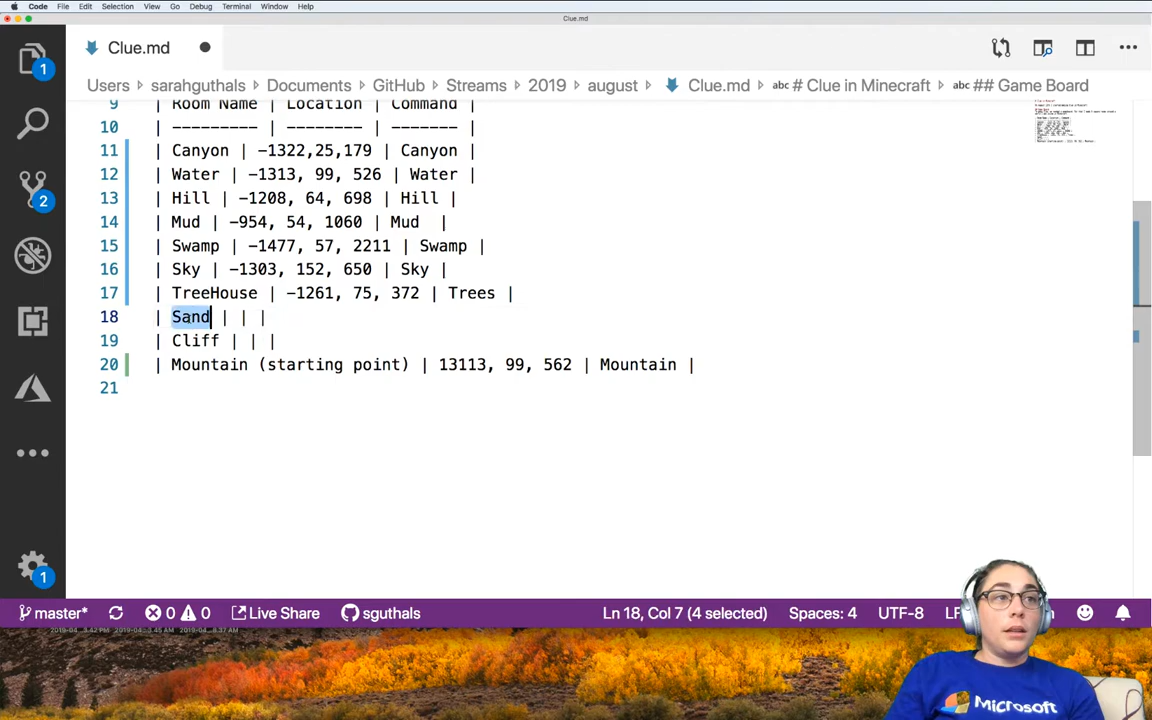 Code File Edit Selection View Go Debug Terminal Window Help
Clue.md
Clue.md
Users › sarahguthals › Documents › GitHub › Streams › 2019 › august › Clue.md › abc # Clue in Minecraft › abc ## Game Board
9 | Room Name | Location | Command |
10 | --------- | -------- | ------- |
11 | Canyon | -1322,25,179 | Canyon |
12 | Water | -1313, 99, 526 | Water |
13 | Hill | -1208, 64, 698 | Hill |
14 | Mud | -954, 54, 1060 | Mud  |
15 | Swamp | -1477, 57, 2211 | Swamp |
16 | Sky | -1303, 152, 650 | Sky |
17 | TreeHouse | -1261, 75, 372 | Trees |
18 | Sand | | |
19 | Cliff | | |
20 | Mountain (starting point) | 13113, 99, 562 | Mountain |
21
1
2
1
master* 0 0 Live Share sguthals Ln 18, Col 7 (4 selected) Spaces: 4 UTF-8
Microsoft